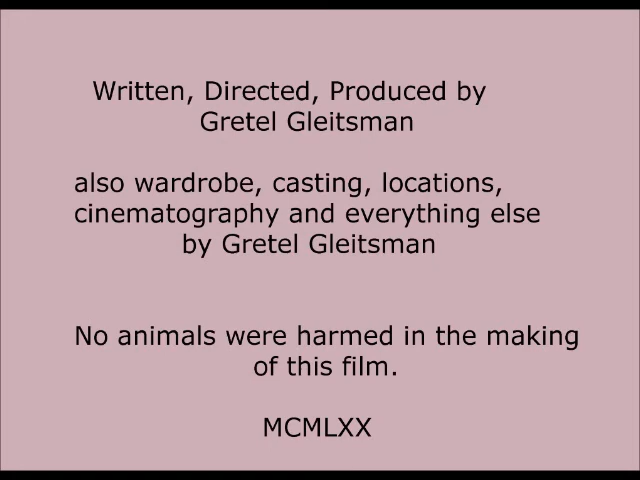 Written, Directed, Produced by
Gretel Gleitsman
also wardrobe, casting, locations,
cinematography and everything else
by Gretel Gleitsman
No animals were harmed in the making
of this film.
MCMLXX